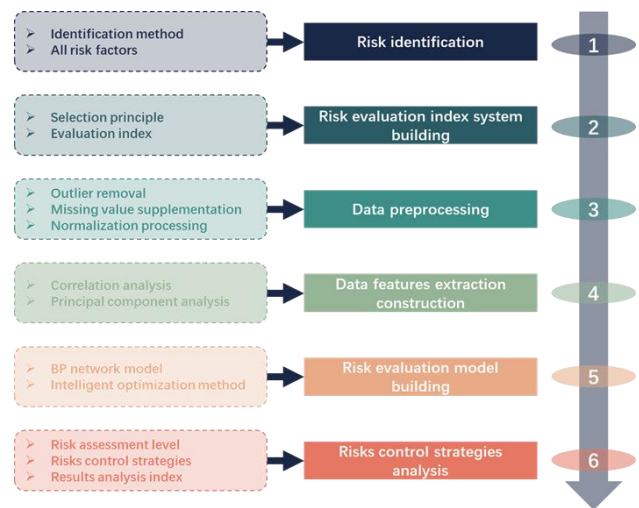 Identification method
All risk factors
Risk identification
1
Selection principle
Evaluation index
Risk evaluation index system
building
2
Outlier removal
Missing value supplementation
Normalization processing
Data preprocessing
3
Correlation analysis
Principal component analysis
Data features extraction
construction
4
BP network model
Intelligent optimization method
Risk evaluation model
building
5
Risk assessment level
Risks control strategies
Results analysis index
Risks control strategies
analysis
6